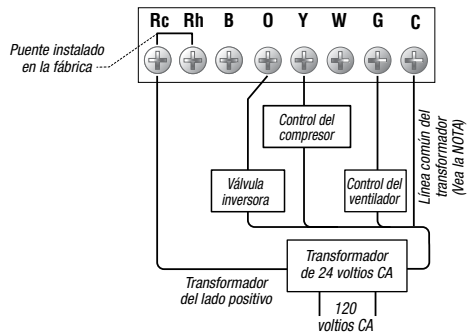 Rc Rh B O Y W G C
Puente instalado
en la fábrica
Control del
compresor
Válvula
inversora
Control del
ventilador
Línea común del
transformador
(Vea la NOTA)
Transformador
de 24 voltios CA
Transformador
del lado positivo
120
voltios CA